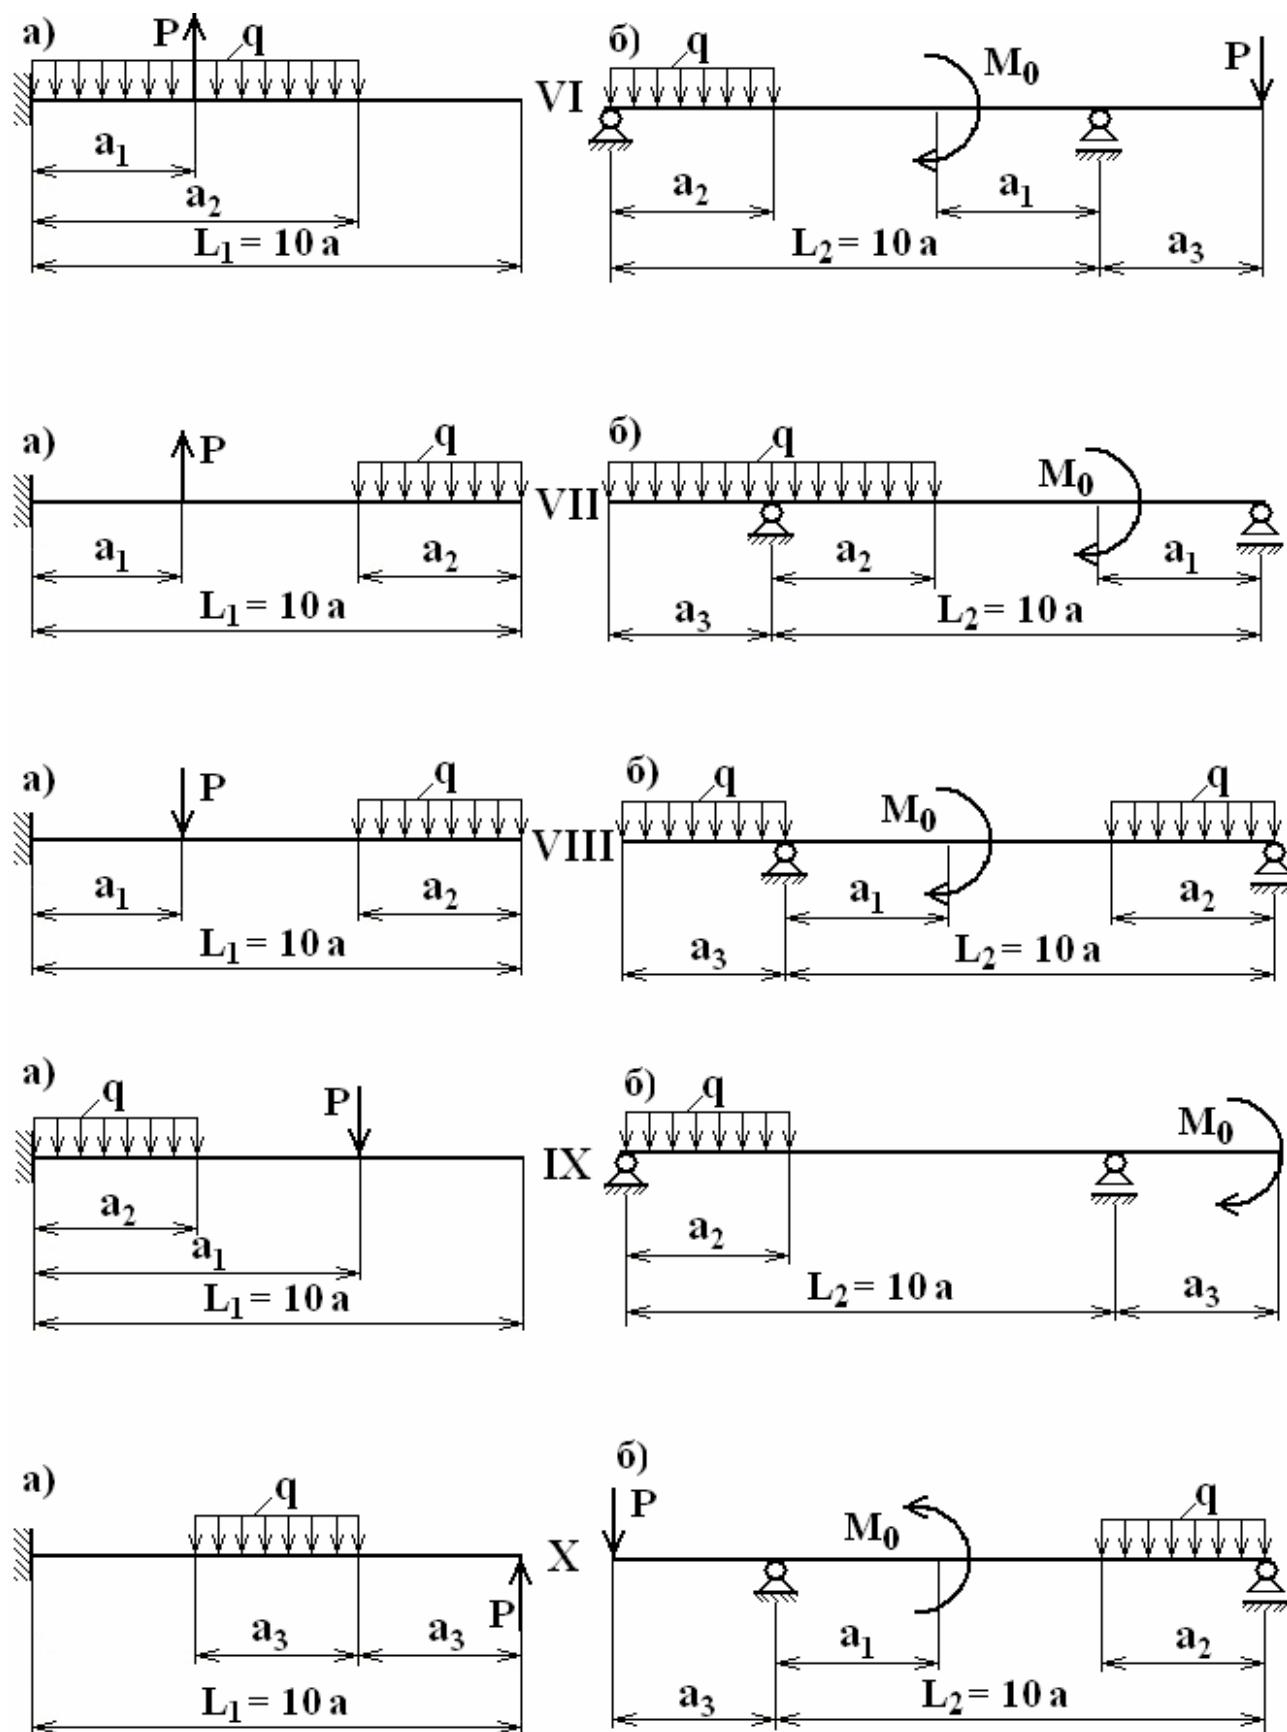 а) P q б) q M₀ P
VI
a₁ a₂ a₁
a₂
L₁ = 10 a L₂ = 10 a a₃
а) P q б) q M₀
VII
a₁ a₂ a₂ a₁
L₁ = 10 a a₃ L₂ = 10 a
а) P q б) q M₀ q
VIII
a₁ a₂ a₁ a₂
L₁ = 10 a a₃ L₂ = 10 a
а) q P б) q M₀
IX
a₂ a₂
a₁
L₁ = 10 a L₂ = 10 a a₃
а) q б) P M₀ q
X
P
a₃ a₃ a₁ a₂
L₁ = 10 a a₃ L₂ = 10 a